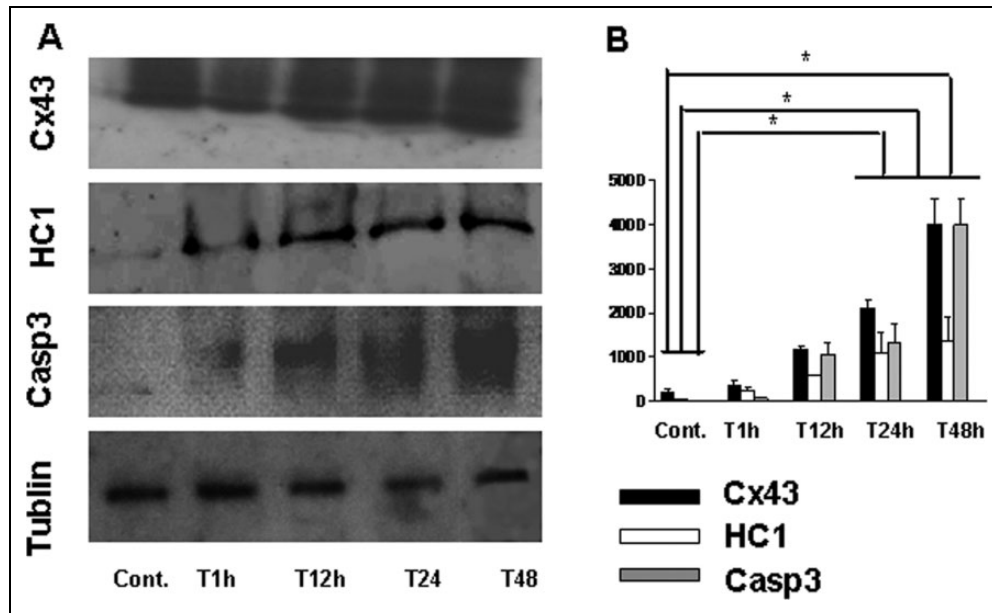 A
Cx43
HC1
Casp3
Tublin
Cont. T1h T12h T24 T48
B
*
*
*
5000
4000
3000
2000
1000
0
Cont. T1h T12h T24h T48h
Cx43
HC1
Casp3